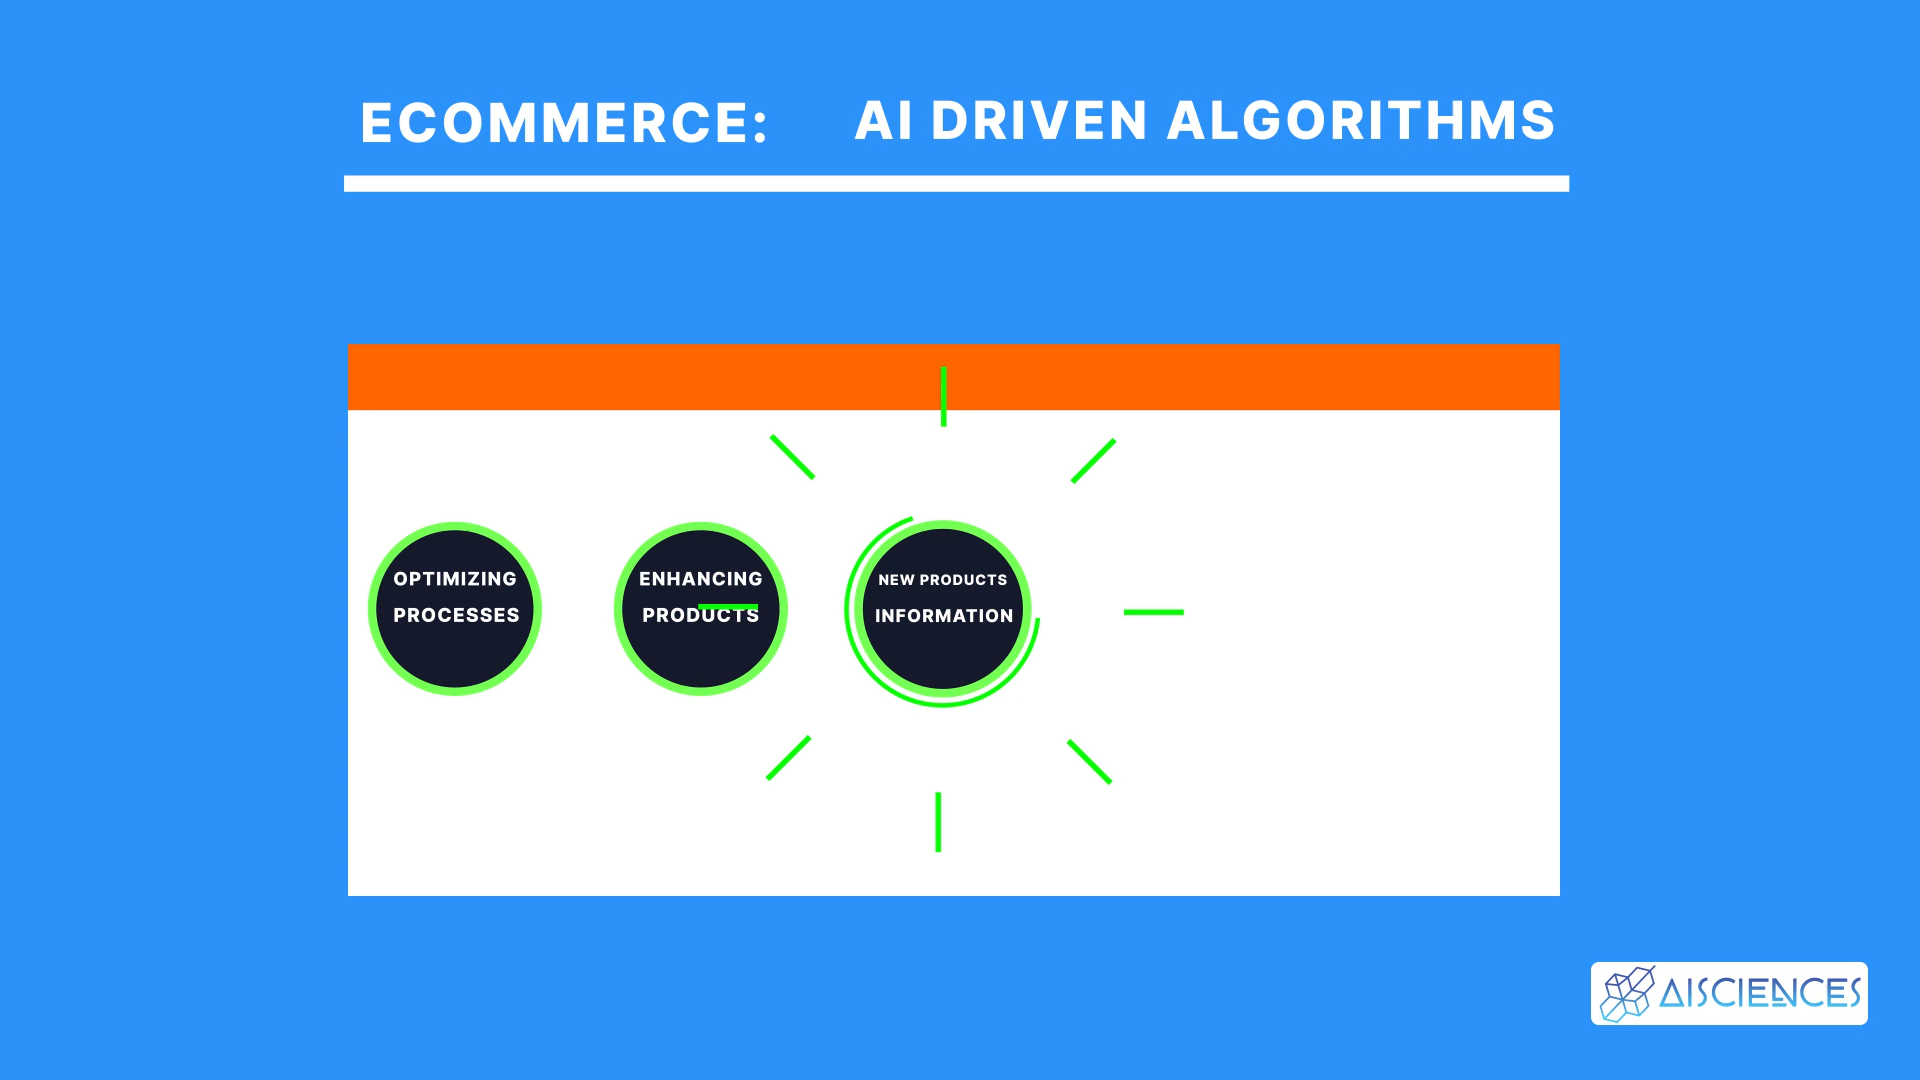 ECOMMERCE: AI DRIVEN ALGORITHMS
OPTIMIZING
PROCESSES
ENHANCING
PRODUCTS
NEW PRODUCTS
INFORMATION
AISCIENCES